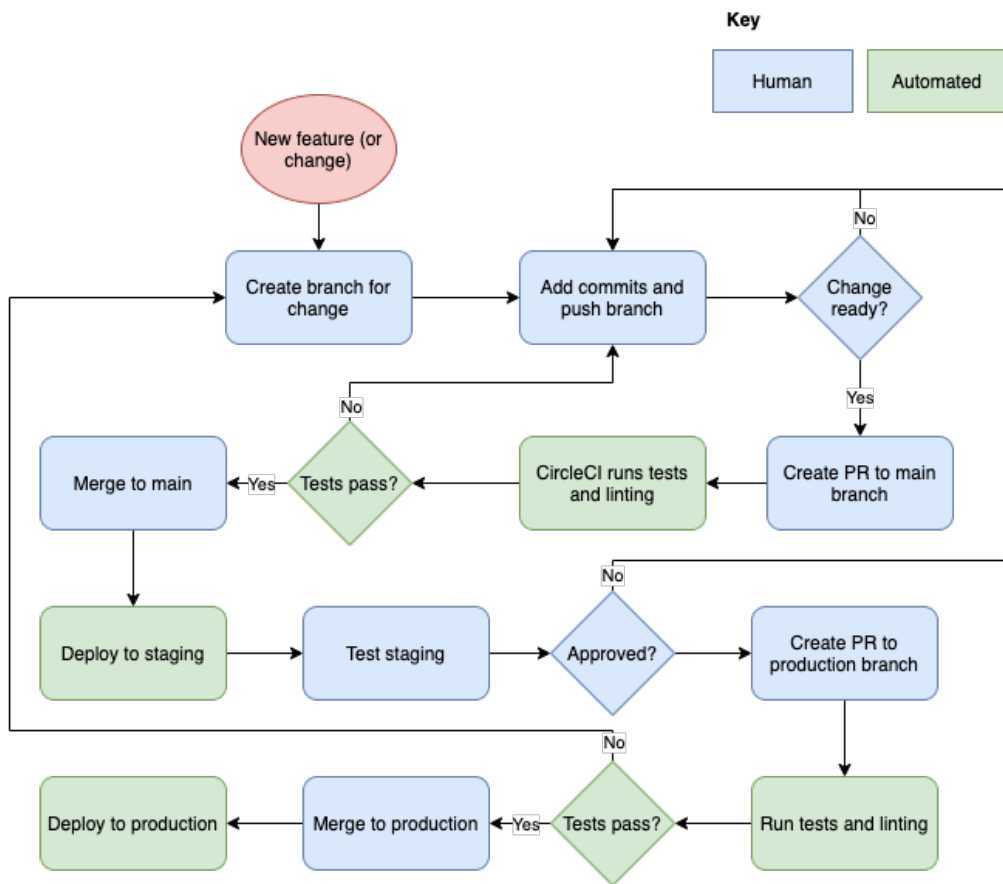 Key
Human
Automated
New feature (or
change)
No
Create branch for
change
Add commits and
push branch
Change
ready?
No
Yes
Merge to main
Yes
Tests pass?
CircleCI runs tests
and linting
Create PR to main
branch
No
Deploy to staging
Test staging
Approved?
Create PR to
production branch
No
Deploy to production
Merge to production
Yes
Tests pass?
Run tests and linting